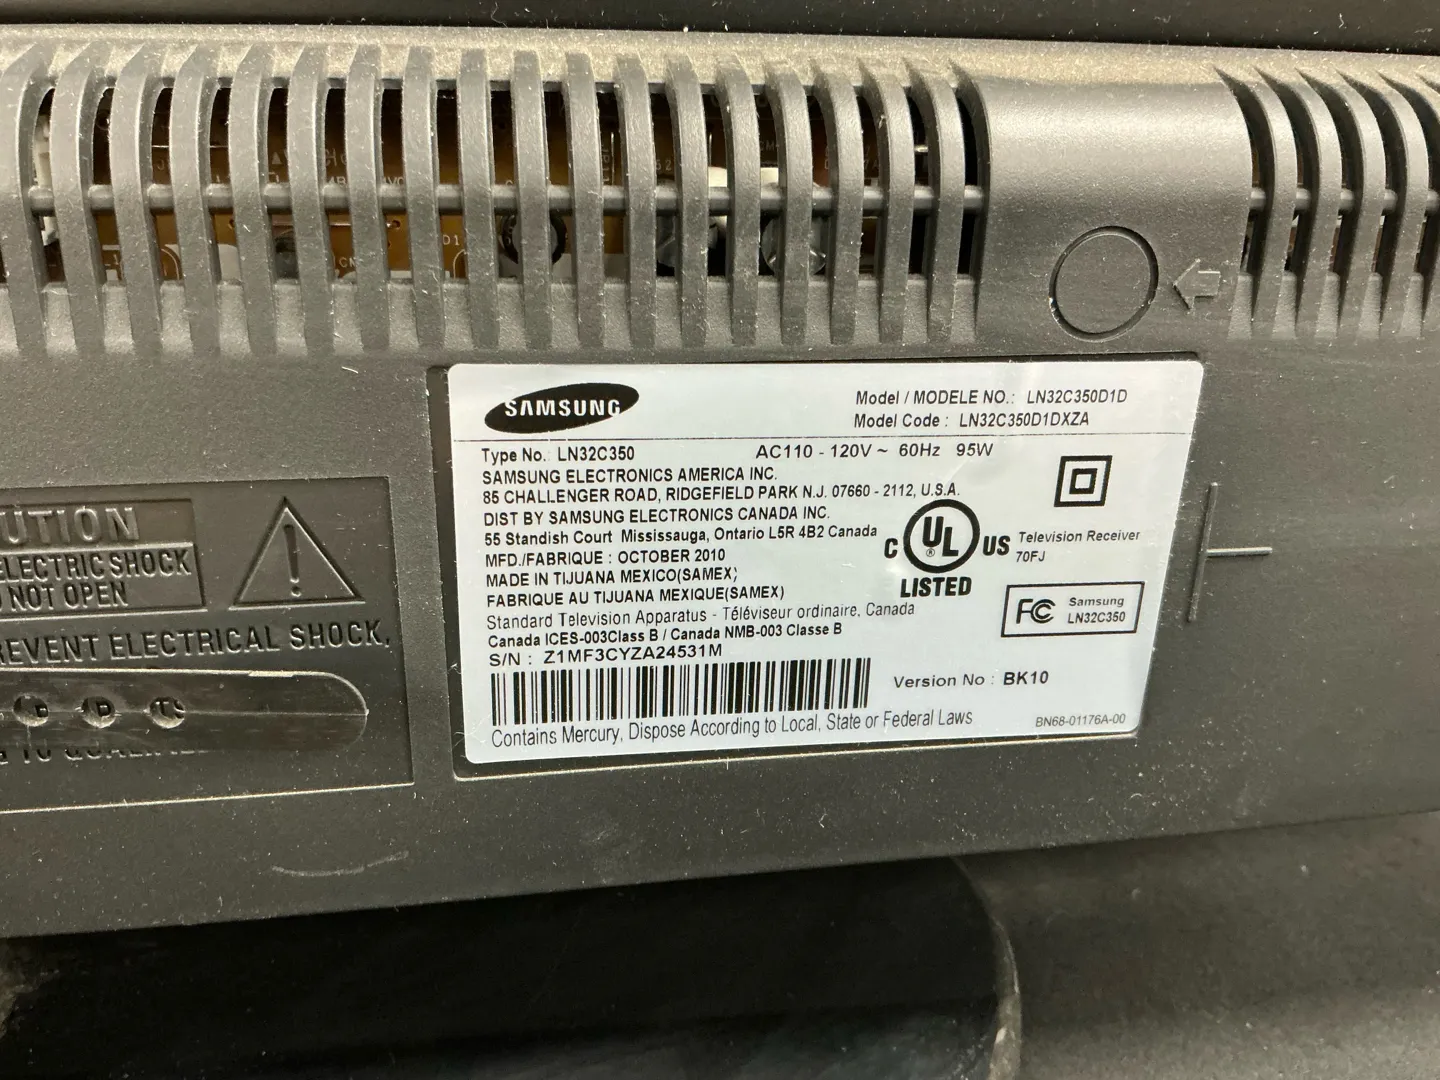 SAMSUNG
Model / MODELE NO.: LN32C350D1D
Model Code : LN32C350D1DXZA
Type No. LN32C350 AC110 - 120V ~ 60Hz 95W
SAMSUNG ELECTRONICS AMERICA INC.
85 CHALLENGER ROAD, RIDGEFIELD PARK N.J. 07660 - 2112, U.S.A.
DIST BY SAMSUNG ELECTRONICS CANADA INC.
55 Standish Court Mississauga, Ontario L5R 4B2 Canada
MFD./FABRIQUE : OCTOBER 2010
MADE IN TIJUANA MEXICO(SAMEX)
FABRIQUE AU TIJUANA MEXIQUE(SAMEX)
Standard Television Apparatus - Téléviseur ordinaire, Canada
Canada ICES-003Class B / Canada NMB-003 Classe B
S/N : Z1MF3CYZA24531M
Contains Mercury, Dispose According to Local, State or Federal Laws
C UL ® US
LISTED
Television Receiver
70FJ
FC Samsung
LN32C350
Version No : BK10
BN68-01176A-00
UTION
ELECTRIC SHOCK
NOT OPEN
REVENT ELECTRICAL SHOCK,